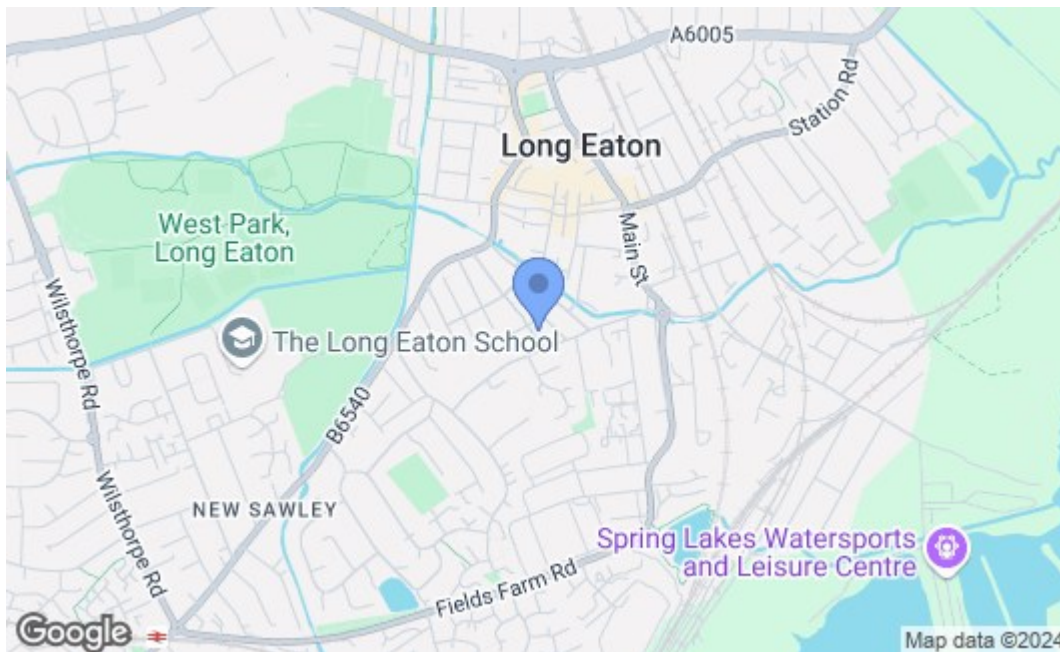 A6005
Station Rd
Long Eaton
West Park,
Long Eaton
Main St
Wilsthorpe Rd
The Long Eaton School
B6540
NEW SAWLEY
Wilsthorpe Rd
Spring Lakes Watersports
and Leisure Centre
Fields Farm Rd
Google
Map data ©2024